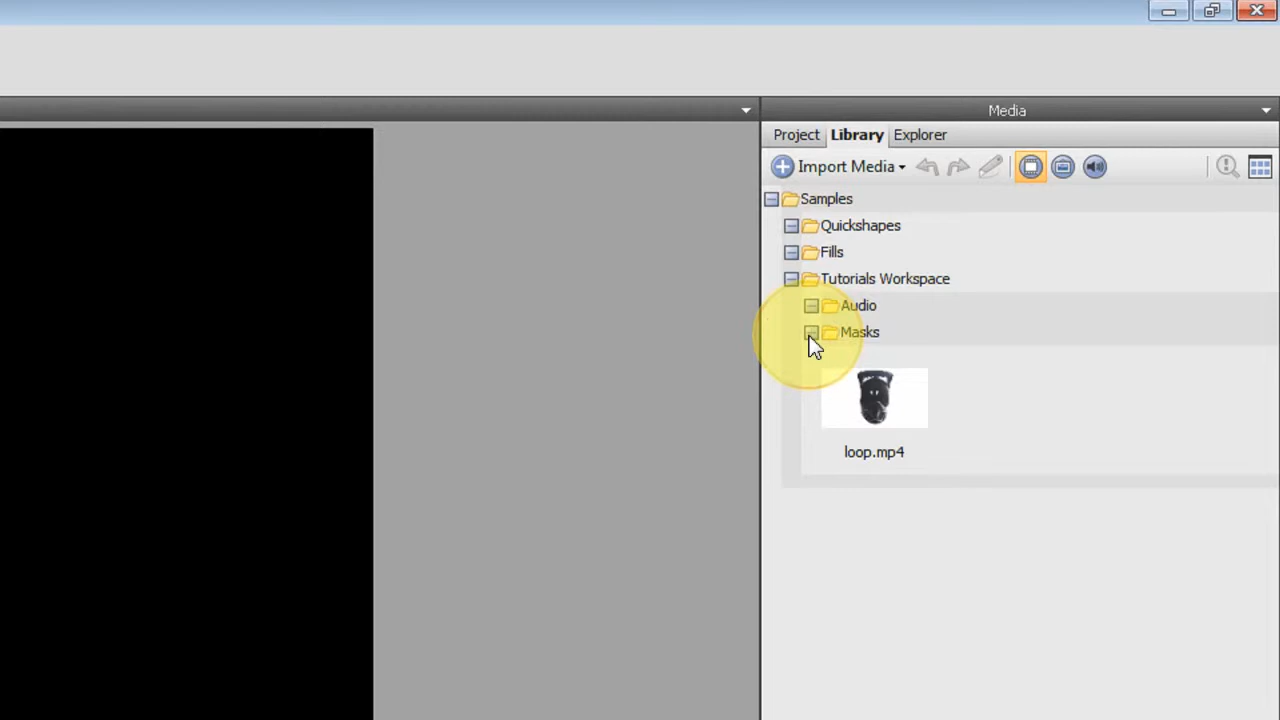 Media
Project Library Explorer
Import Media
Samples
Quickshapes
Fills
Tutorials Workspace
Audio
Masks
loop.mp4